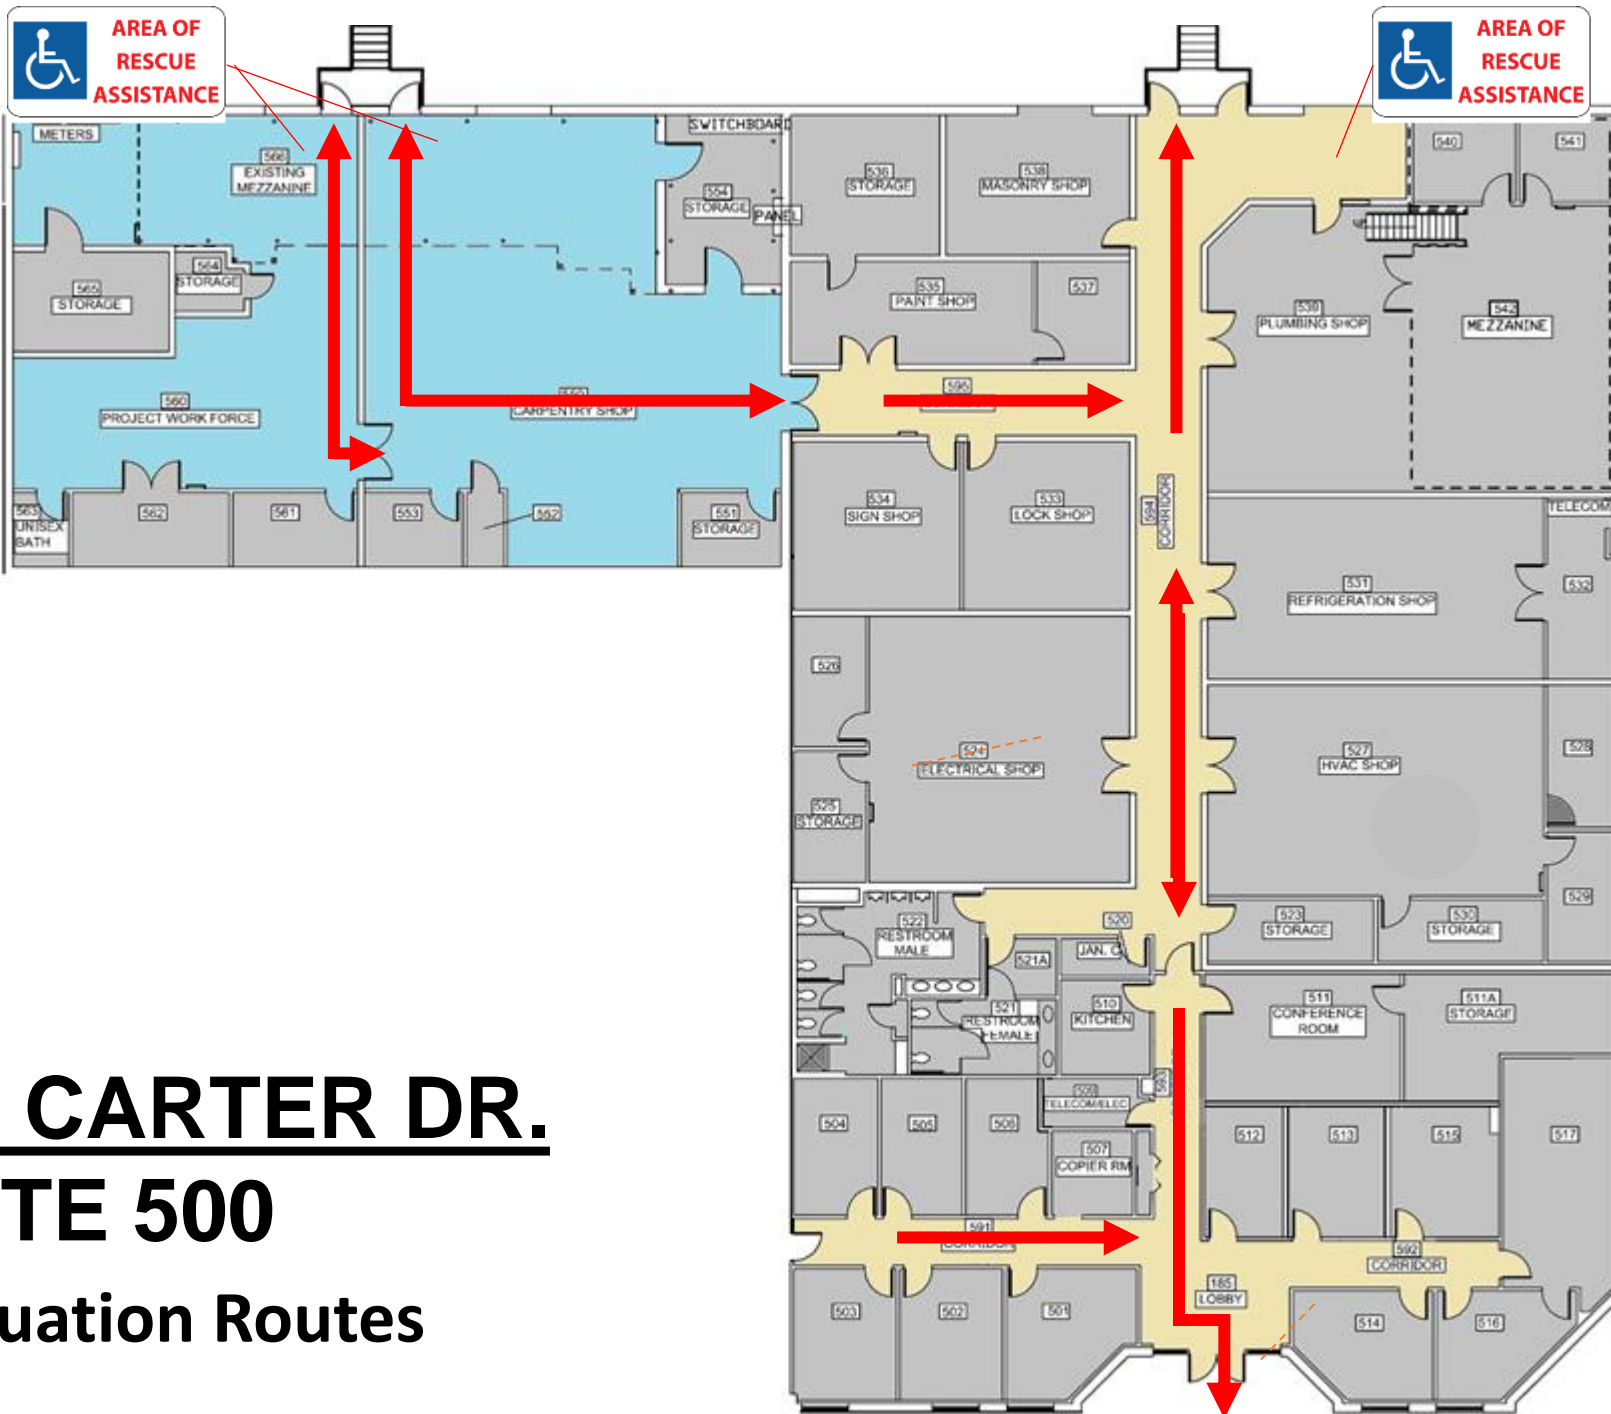 AREA OF
RESCUE
ASSISTANCE
AREA OF
RESCUE
ASSISTANCE
METERS
566
EXISTING
MEZZANINE
SWITCHBOARD
554
STORAGE
PANEL
536
STORAGE
538
MASONRY SHOP
540
541
565
STORAGE
564
STORAGE
535
PAINT SHOP
537
539
PLUMBING SHOP
542
MEZZANINE
560
PROJECT WORK FORCE
CARPENTRY SHOP
596
563
UNISEX
BATH
562
561
553
552
551
STORAGE
534
SIGN SHOP
533
LOCK SHOP
594
CORRIDOR
TELECOM
531
REFRIGERATION SHOP
532
526
524
ELECTRICAL SHOP
527
HVAC SHOP
528
525
STORAGE
529
522
RESTROOM
MALE
520
523
STORAGE
530
STORAGE
521A
JAN. C
521
RESTROOM
FEMALE
510
KITCHEN
511
CONFERENCE
ROOM
511A
STORAGE
593
509
TELECOM/ELEC
504
505
506
507
COPIER RM
512
513
515
517
591
CORRIDOR
592
CORRIDOR
185
LOBBY
503
502
501
514
516
CARTER DR.
TE 500
uation Routes